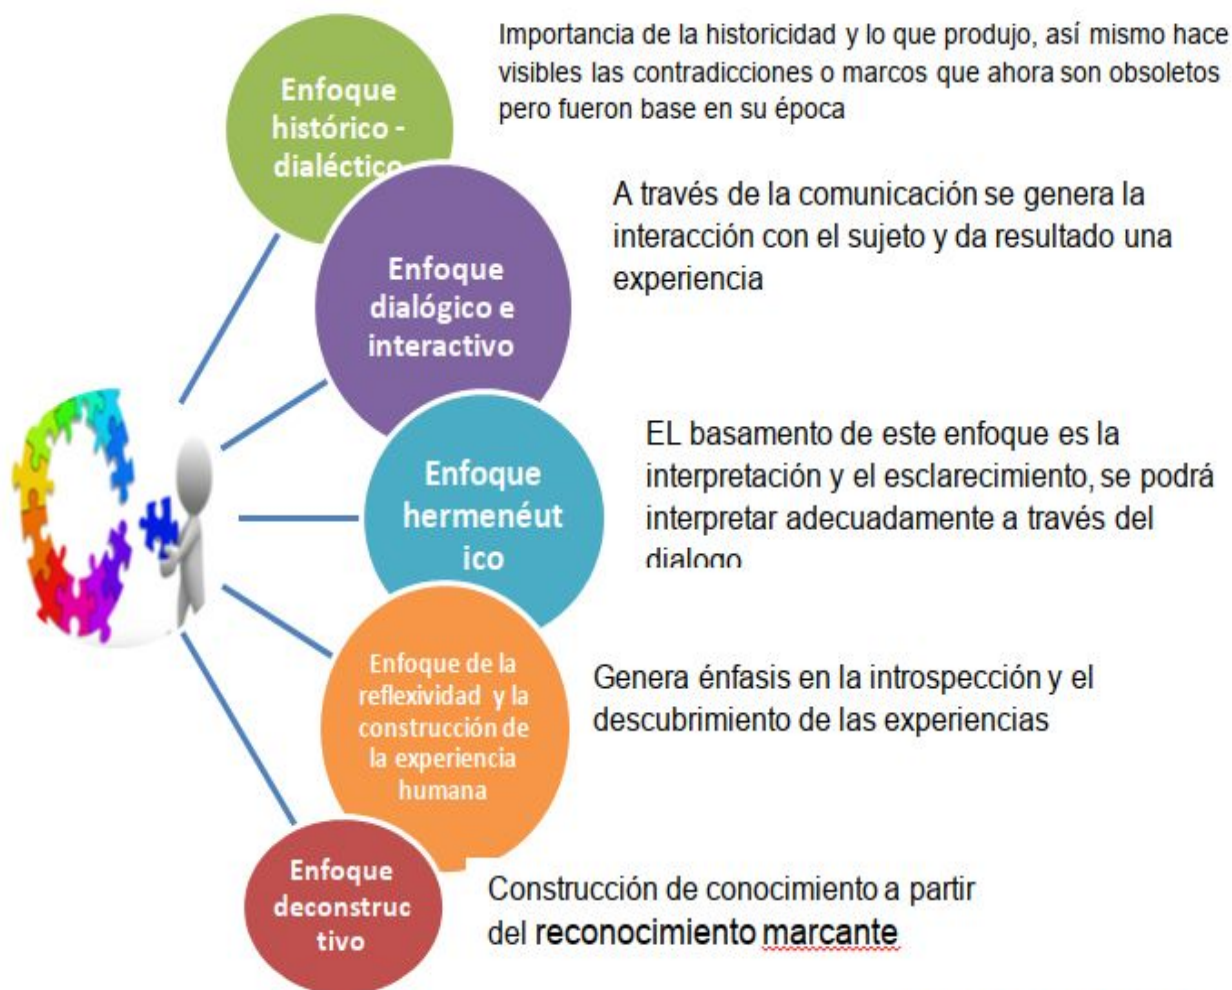 Enfoque
histórico -
dialéctico
Importancia de la historicidad y lo que produjo, así mismo hace
visibles las contradicciones o marcos que ahora son obsoletos
pero fueron base en su época
Enfoque
dialógico e
interactivo
A través de la comunicación se genera la
interacción con el sujeto y da resultado una
experiencia
Enfoque
hermenéut
ico
EL basamento de este enfoque es la
interpretación y el esclarecimiento, se podrá
interpretar adecuadamente a través del
dialogo
Enfoque de la
reflexividad y la
construcción de
la experiencia
humana
Genera énfasis en la introspección y el
descubrimiento de las experiencias
Enfoque
deconstruc
tivo
Construcción de conocimiento a partir
del reconocimiento marcante